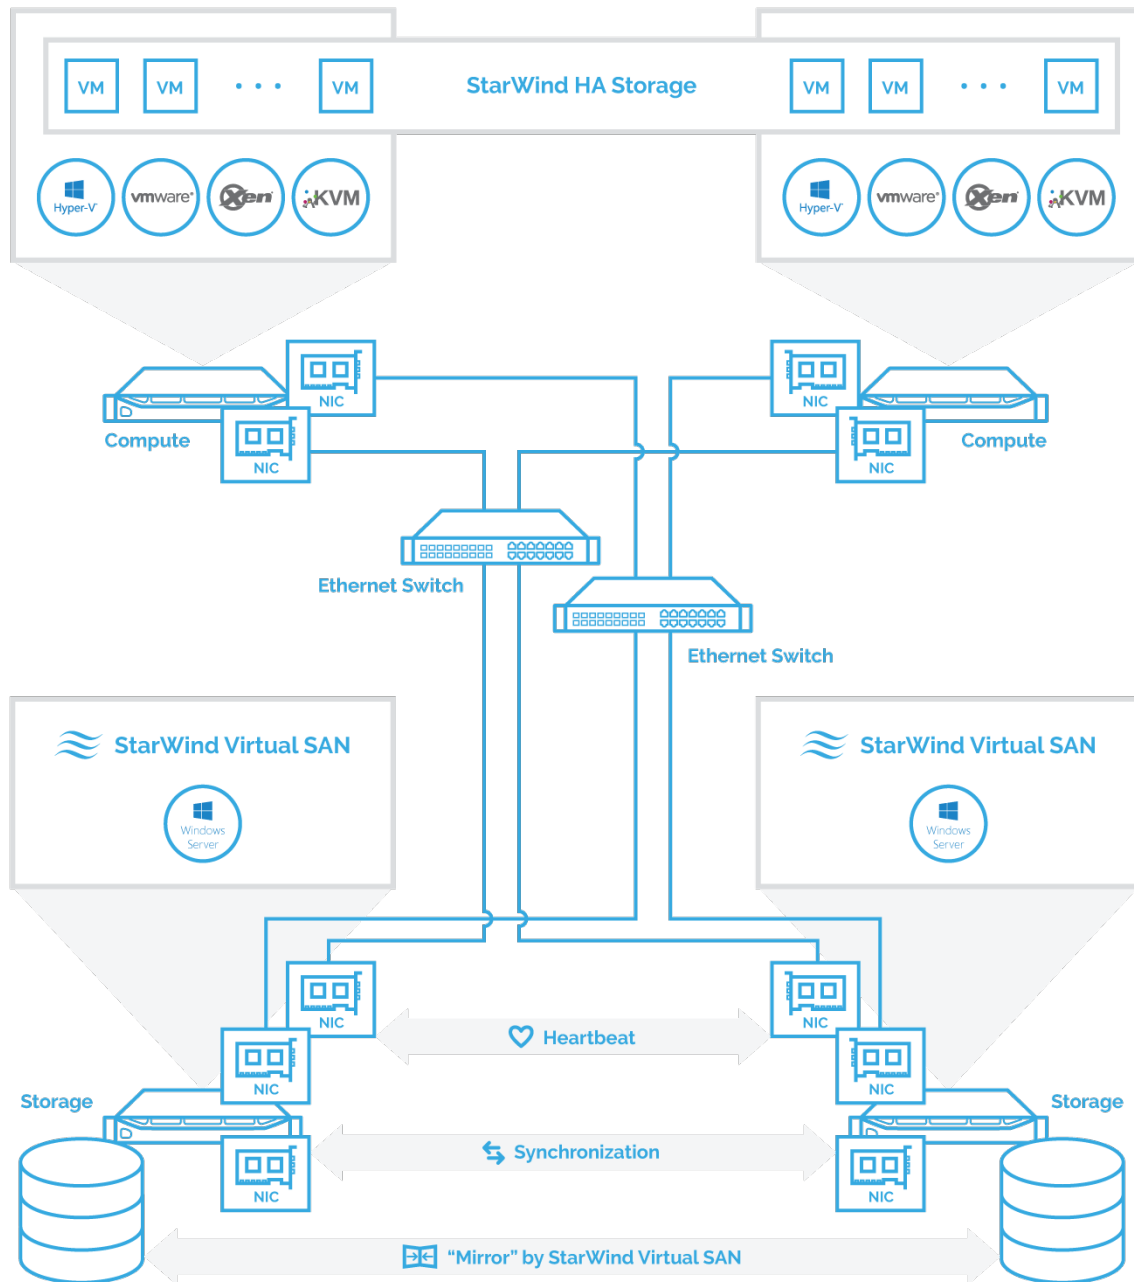 VM VM VM StarWind HA Storage VM VM VM
Hyper-V vmware® Xen KVM Hyper-V vmware® Xen KVM
NIC NIC
Compute Compute
NIC NIC
Ethernet Switch
Ethernet Switch
StarWind Virtual SAN StarWind Virtual SAN
Windows Windows
Server Server
NIC NIC
Heartbeat
NIC NIC
Storage Storage
Synchronization
NIC NIC
“Mirror” by StarWind Virtual SAN